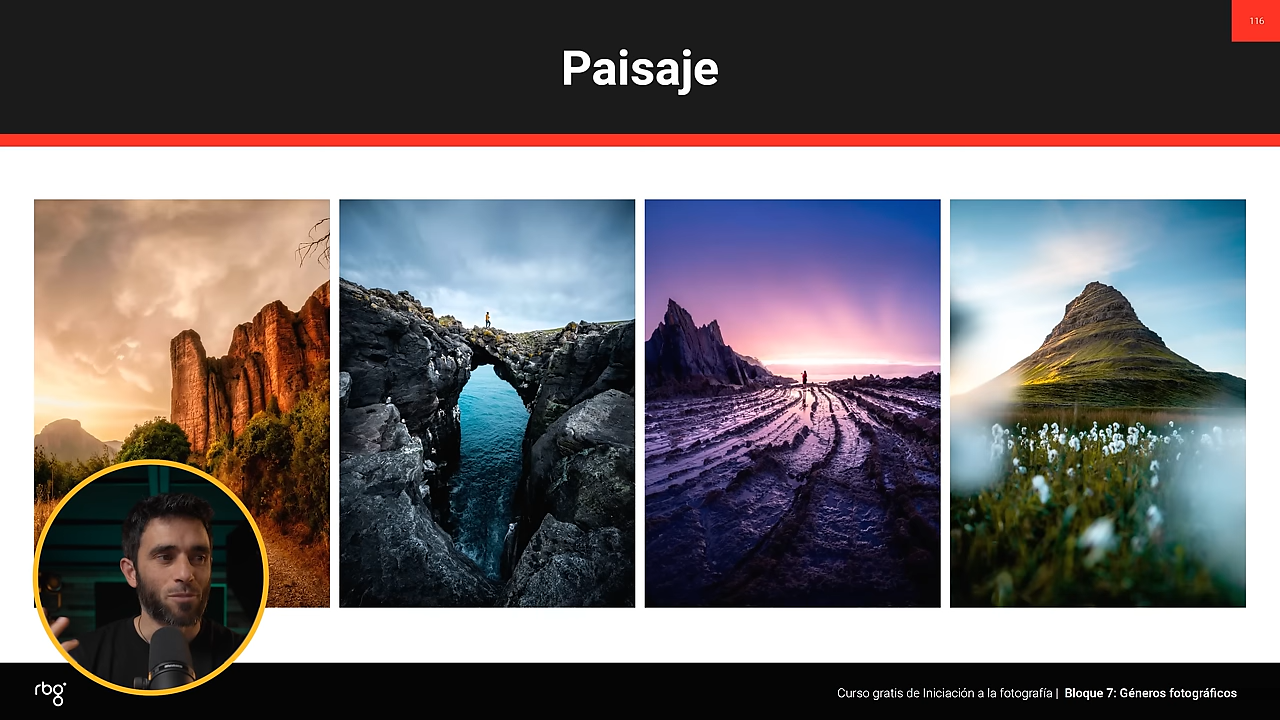 116
Paisaje
rbg
Curso gratis de Iniciación a la fotografía | Bloque 7: Géneros fotográficos